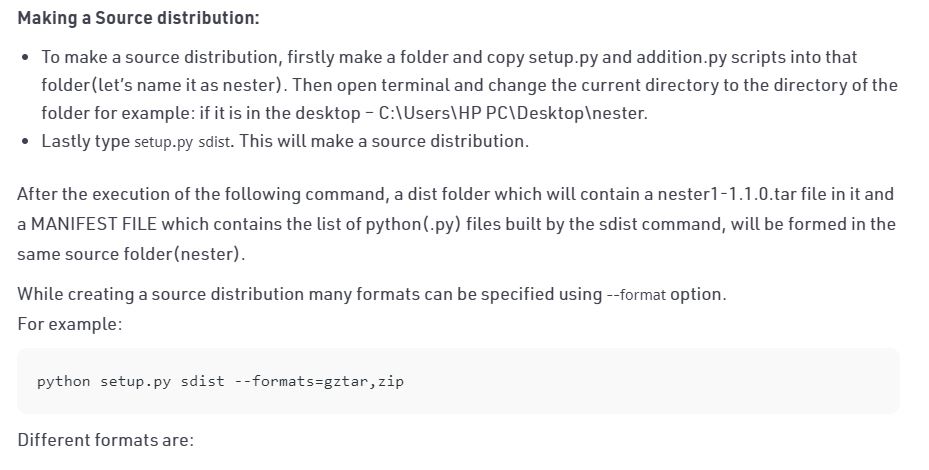 Making a Source distribution:
• To make a source distribution, firstly make a folder and copy setup.py and addition.py scripts into that
folder(let's name it as nester). Then open terminal and change the current directory to the directory of the
folder for example: if it is in the desktop – C:\Users\HP PC\Desktop\nester.
• Lastly type setup.py sdist. This will make a source distribution.
After the execution of the following command, a dist folder which will contain a nester1-1.1.0.tar file in it and
a MANIFEST FILE which contains the list of python(.py) files built by the sdist command, will be formed in the
same source folder(nester).
While creating a source distribution many formats can be specified using --format option.
For example:
python setup.py sdist --formats=gztar,zip
Different formats are: